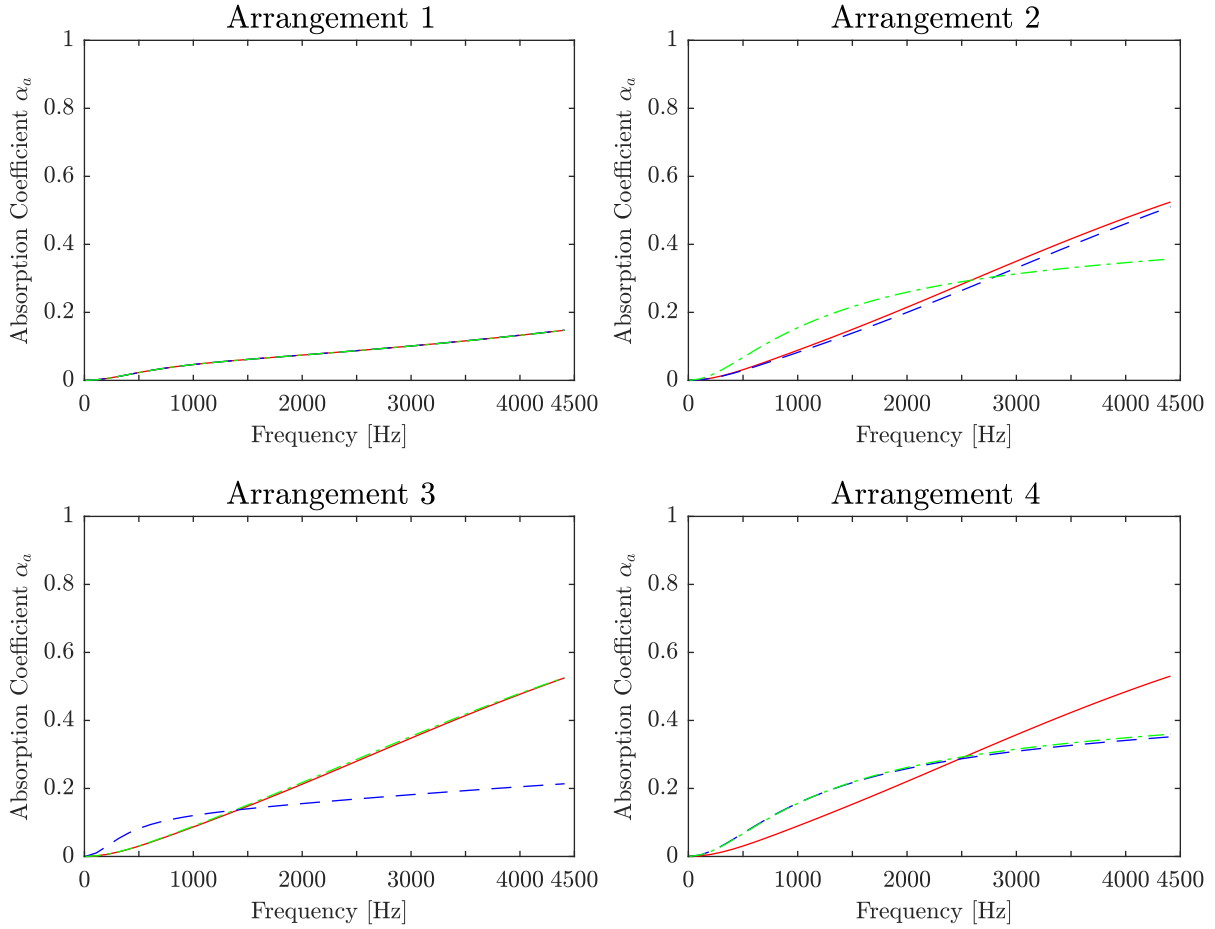 Arrangement 1
Absorption Coefficient αₐ
1
0.8
0.6
0.4
0.2
0
0 1000 2000 3000 4000 4500
Frequency [Hz]
Arrangement 2
Absorption Coefficient αₐ
1
0.8
0.6
0.4
0.2
0
0 1000 2000 3000 4000 4500
Frequency [Hz]
Arrangement 3
Absorption Coefficient αₐ
1
0.8
0.6
0.4
0.2
0
0 1000 2000 3000 4000 4500
Frequency [Hz]
Arrangement 4
Absorption Coefficient αₐ
1
0.8
0.6
0.4
0.2
0
0 1000 2000 3000 4000 4500
Frequency [Hz]